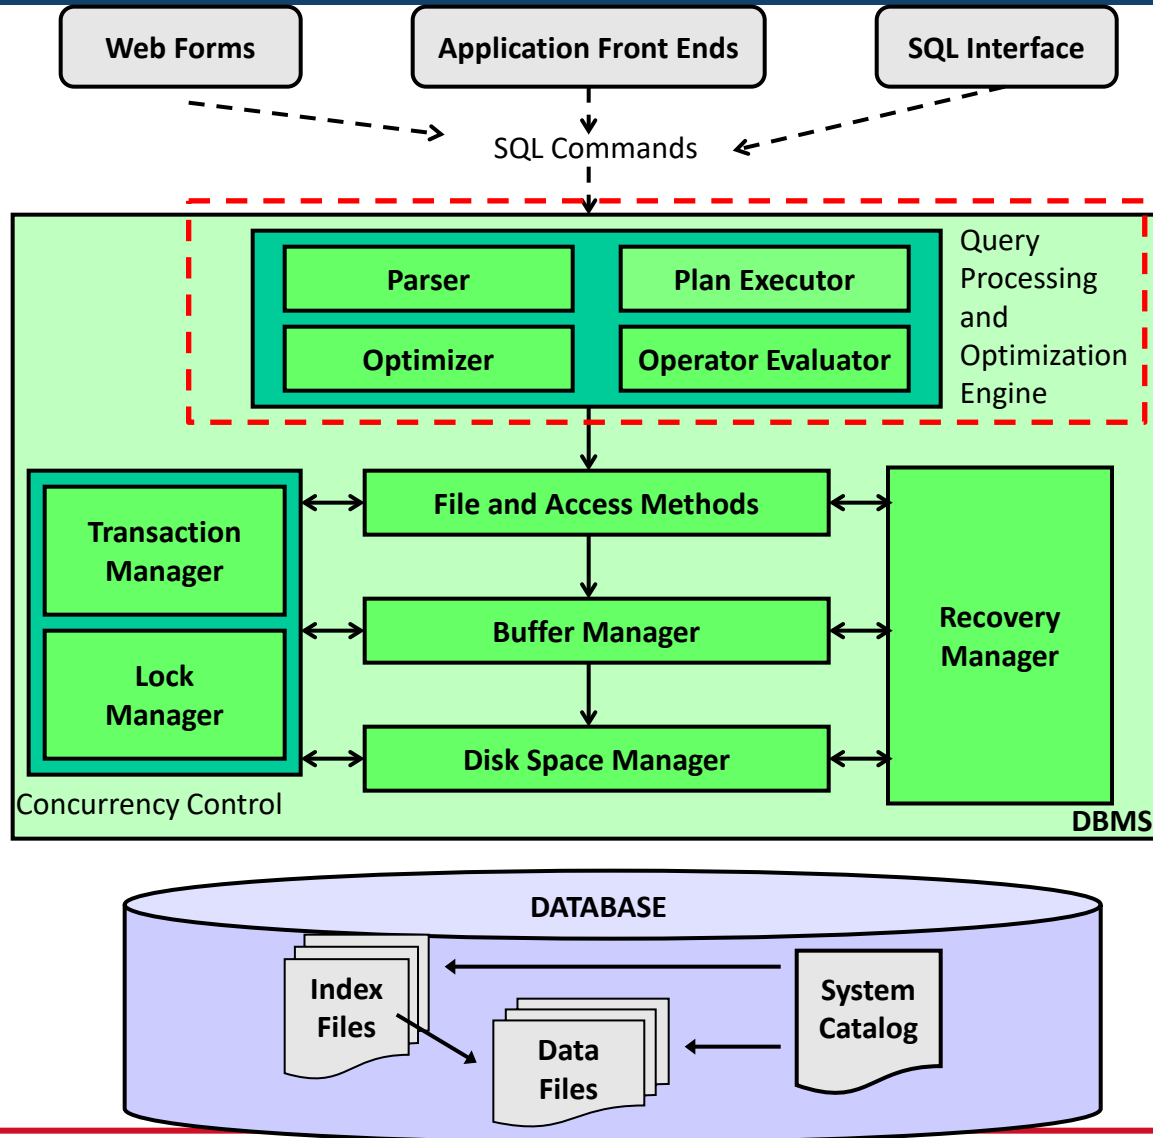 Web Forms
Application Front Ends
SQL Interface
SQL Commands
Parser
Plan Executor
Optimizer
Operator Evaluator
Query
Processing
and
Optimization
Engine
Transaction
Manager
Lock
Manager
Concurrency Control
File and Access Methods
Buffer Manager
Disk Space Manager
Recovery
Manager
DBMS
DATABASE
Index
Files
Data
Files
System
Catalog